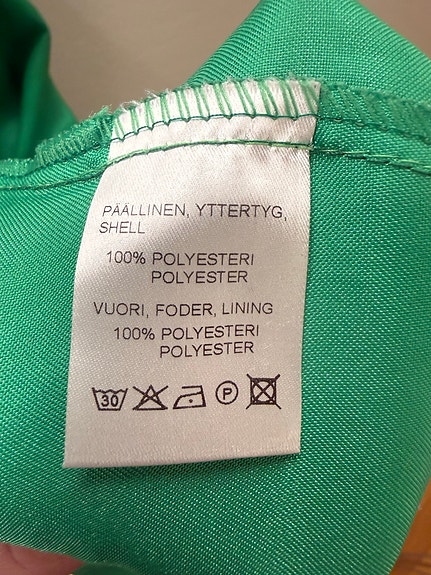 PÄÄLLINEN, YTTERTYG,
SHELL
100% POLYESTERI
POLYESTER
VUORI, FODER, LINING
100% POLYESTERI
POLYESTER
30 P